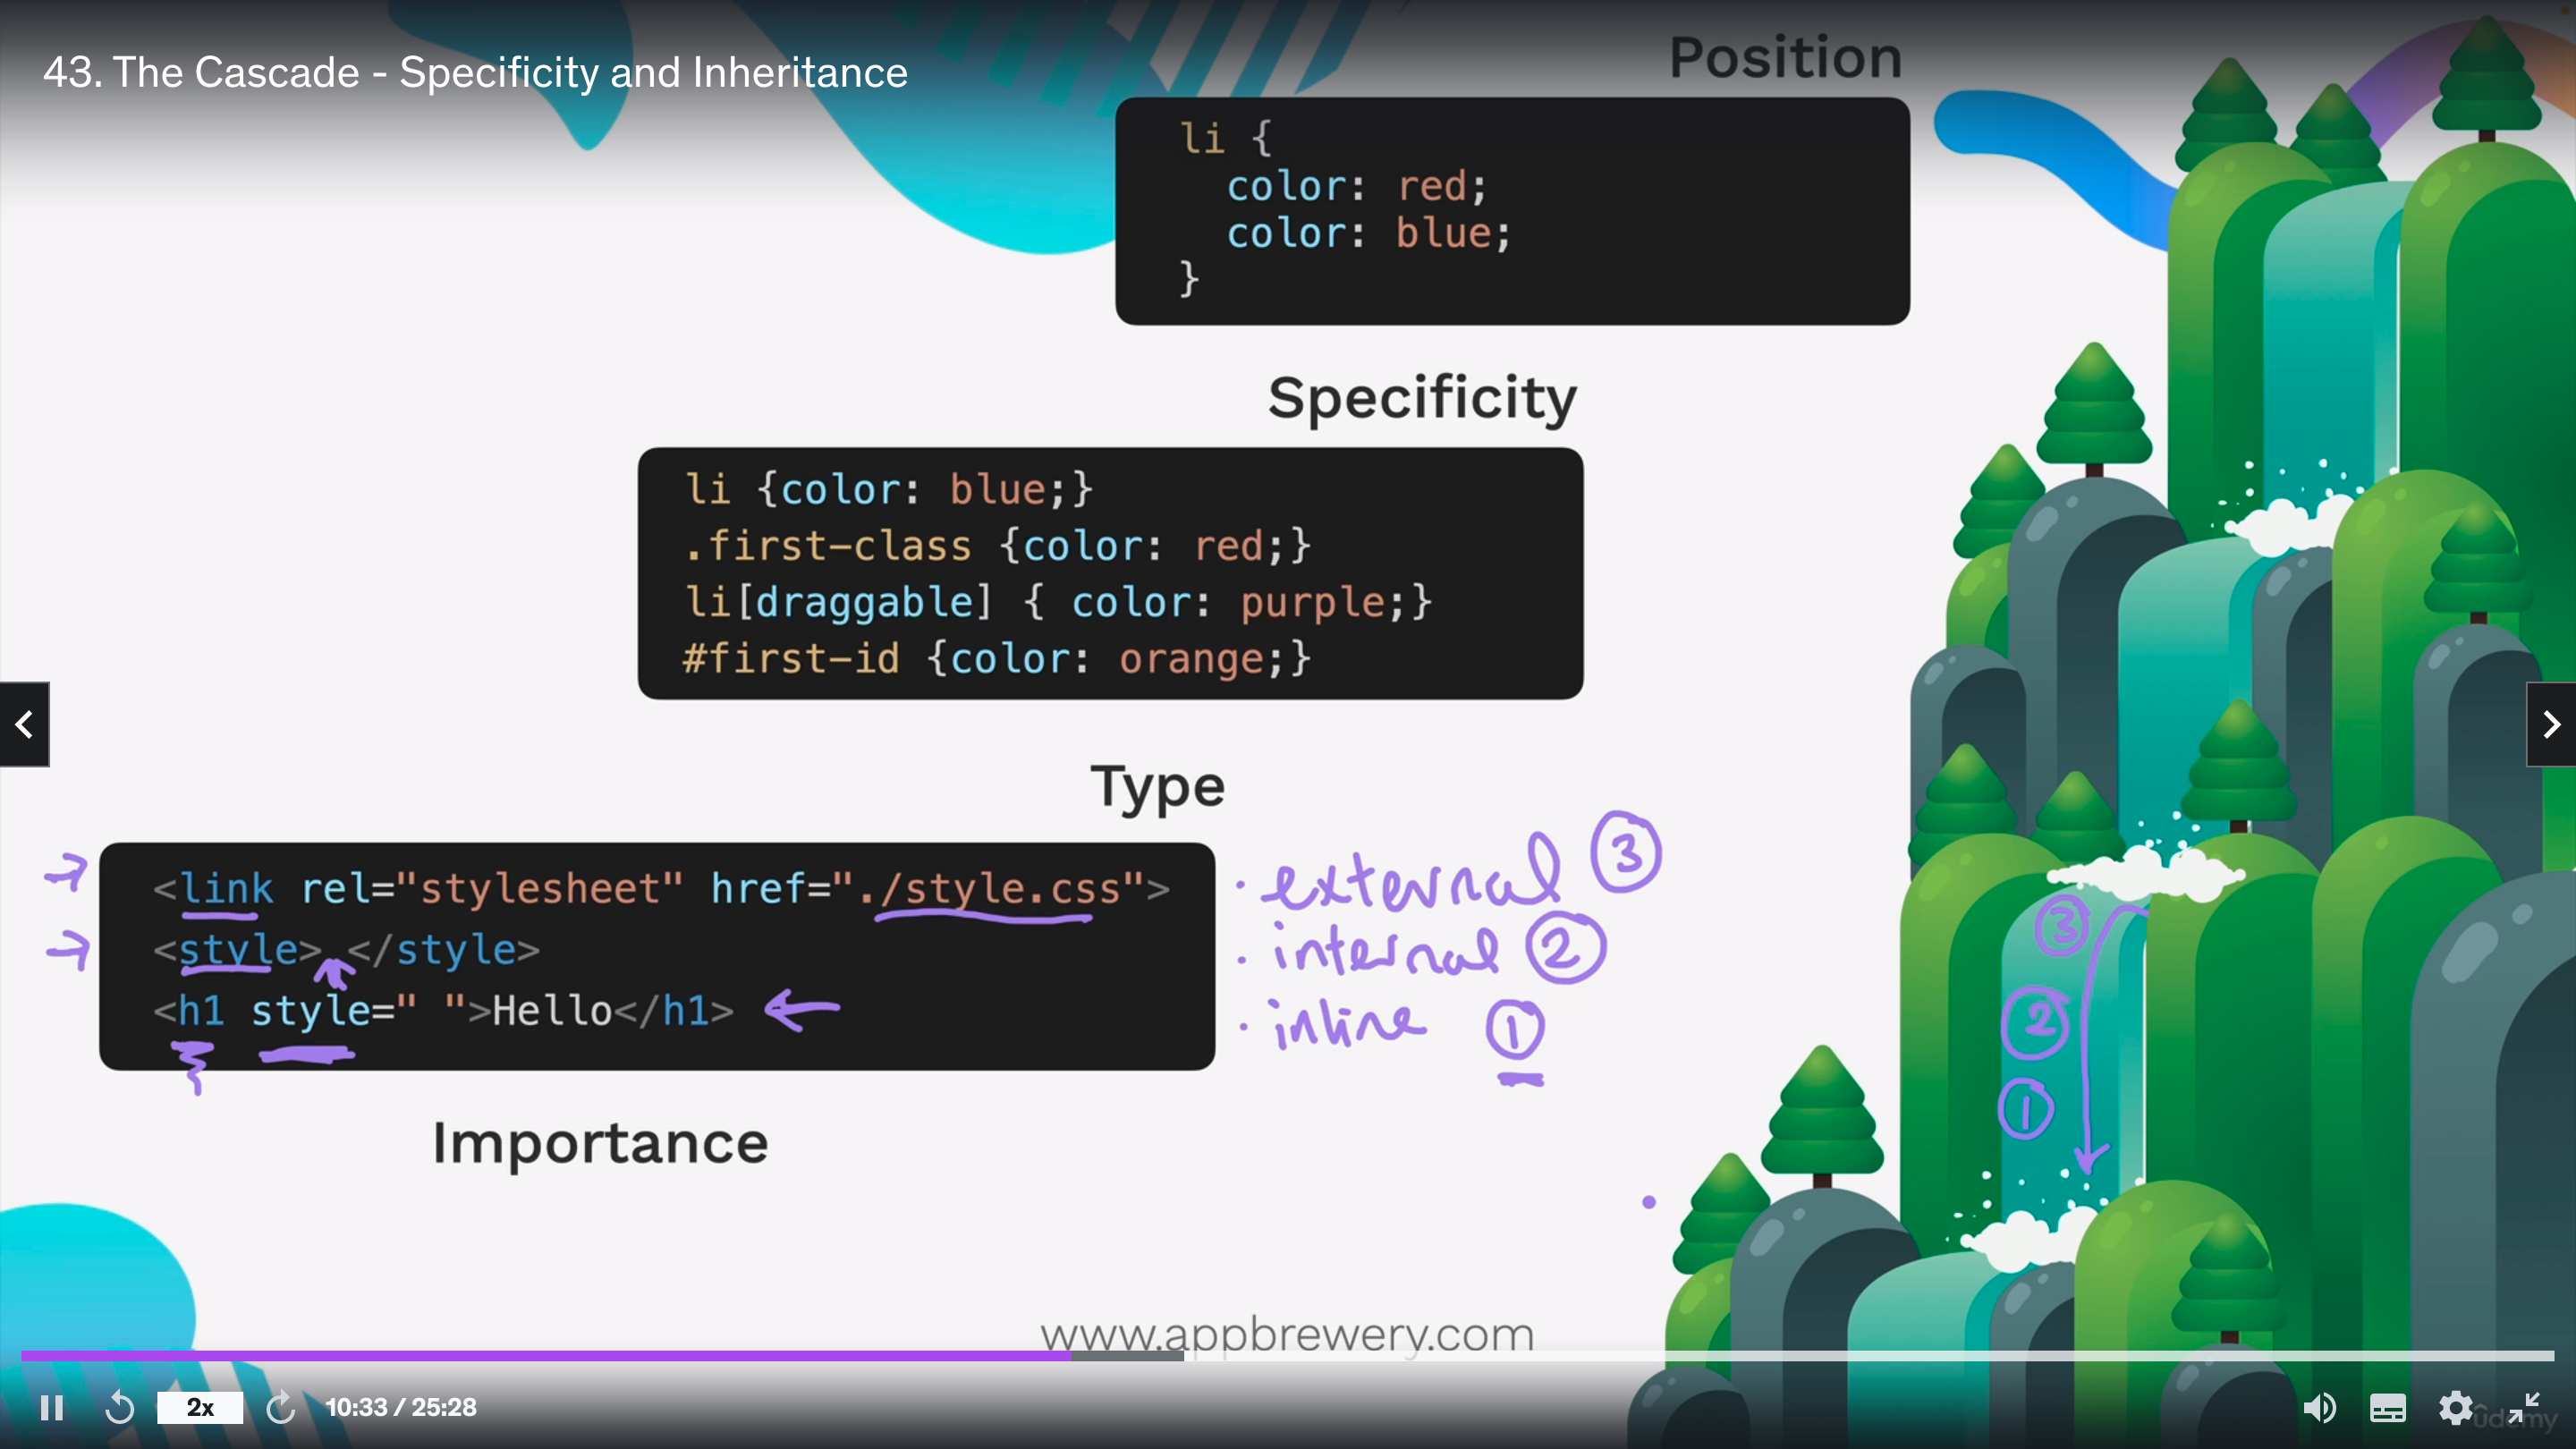 43. The Cascade - Specificity and Inheritance
Position
li {
color: red;
color: blue;
}
Specificity
li {color: blue;}
.first-class {color: red;}
li[draggable] { color: purple;}
#first-id {color: orange;}
Type
<link rel="stylesheet" href="./style.css">
<style> </style>
<h1 style=" ">Hello</h1>
· external 3
· internal 2
· inline 1
3
2
1
Importance
www.appbrewery.com
2x
10:33 / 25:28
ûdemy